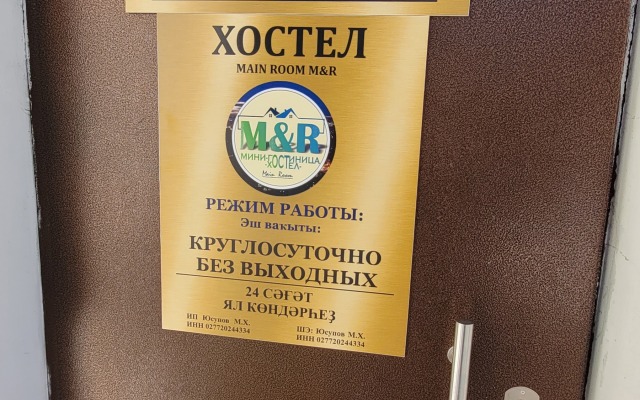 ХОСТЕЛ
MAIN ROOM M&R
M&R
МИНИ-ГОСТИНИЦА
-ХОСТЕЛ-
Main Room
РЕЖИМ РАБОТЫ:
Эш ваҡыты:
КРУГЛОСУТОЧНО
БЕЗ ВЫХОДНЫХ
24 СӘҒӘТ
ЯЛ КӨНДӘРҺЕҘ
ИП Юсупов М.Х.
ИНН 027720244334
ШЭ: Юсупов М.Х.
ИНН 027720244334